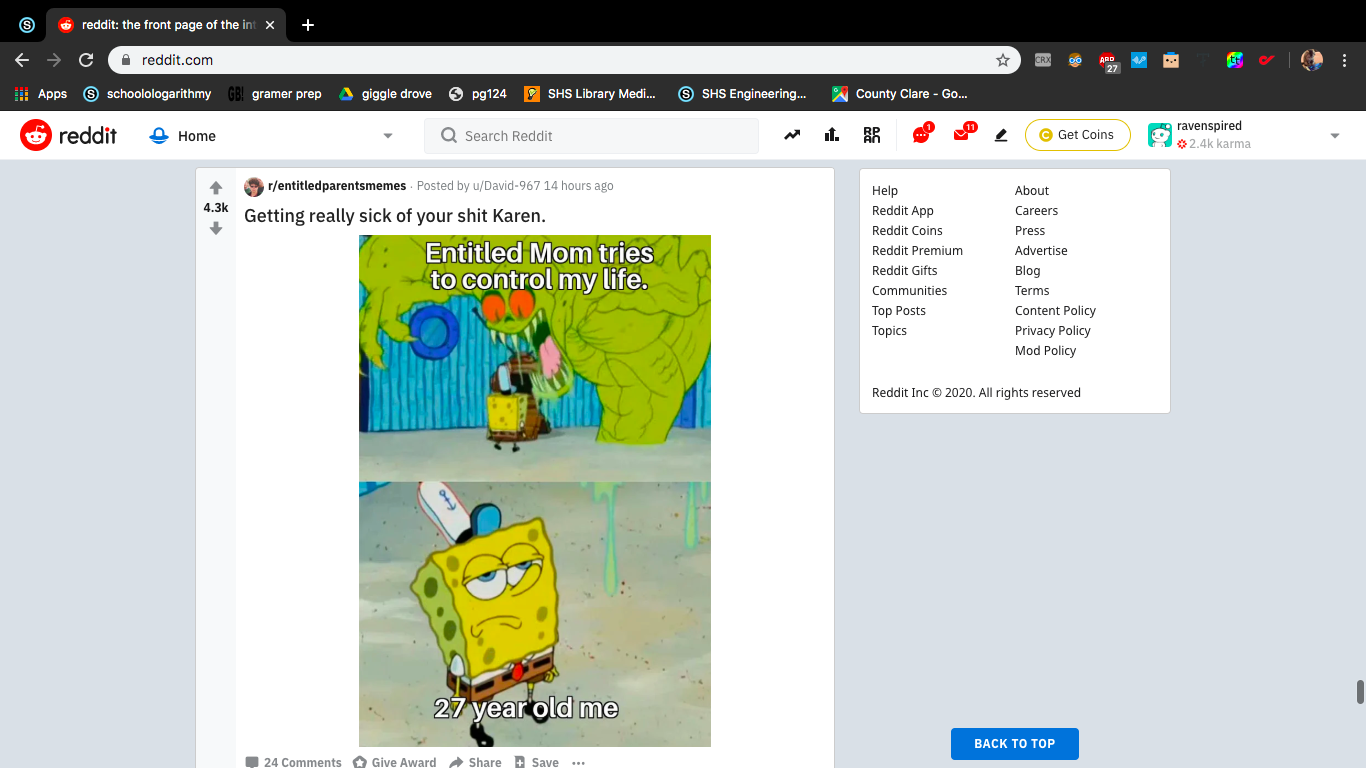 reddit: the front page of the int
reddit.com
CRX
ABP
27
Apps
schoolologarithmy
GB!
gramer prep
giggle drove
pg124
SHS Library Medi...
SHS Engineering...
County Clare - Go...
reddit
Home
Search Reddit
1
11
Get Coins
ravenspired
2.4k karma
4.3k
r/entitledparentsmemes · Posted by u/David-967 14 hours ago
Getting really sick of your shit Karen.
Entitled Mom tries
to control my life.
27 year old me
24 Comments
Give Award
Share
Save
Help
Reddit App
Reddit Coins
Reddit Premium
Reddit Gifts
Communities
Top Posts
Topics
About
Careers
Press
Advertise
Blog
Terms
Content Policy
Privacy Policy
Mod Policy
Reddit Inc © 2020. All rights reserved
BACK TO TOP